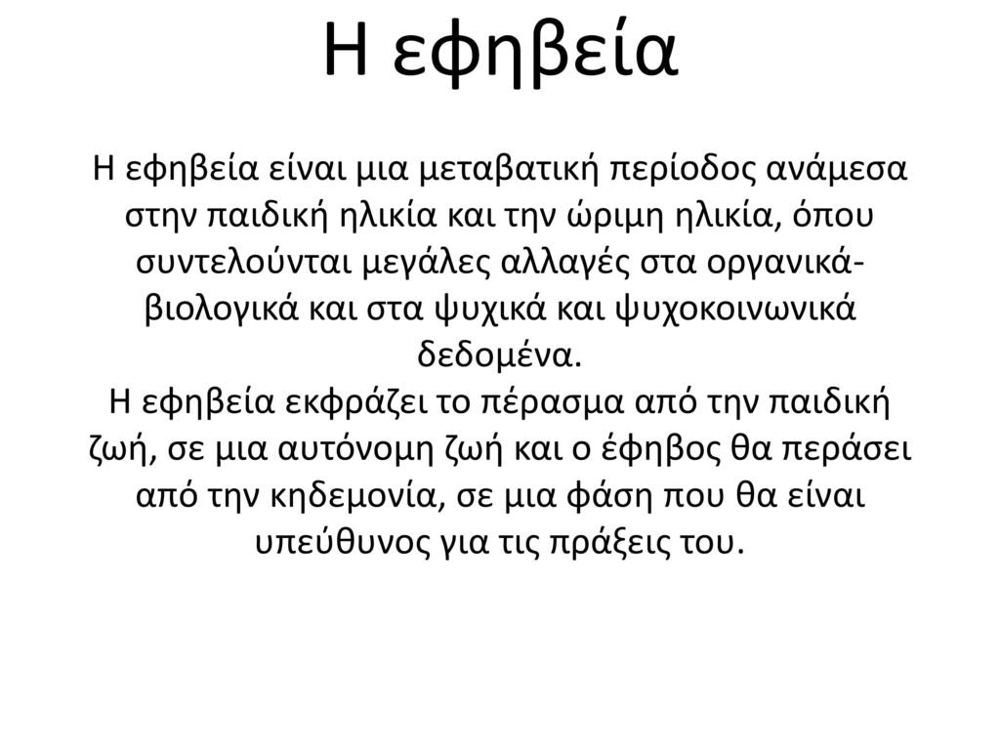 Η εφηβεία
Η εφηβεία είναι μια μεταβατική περίοδος ανάμεσα
στην παιδική ηλικία και την ώριμη ηλικία, όπου
συντελούνται μεγάλες αλλαγές στα οργανικά-
βιολογικά και στα ψυχικά και ψυχοκοινωνικά
δεδομένα.
Η εφηβεία εκφράζει το πέρασμα από την παιδική
ζωή, σε μια αυτόνομη ζωή και ο έφηβος θα περάσει
από την κηδεμονία, σε μια φάση που θα είναι
υπεύθυνος για τις πράξεις του.